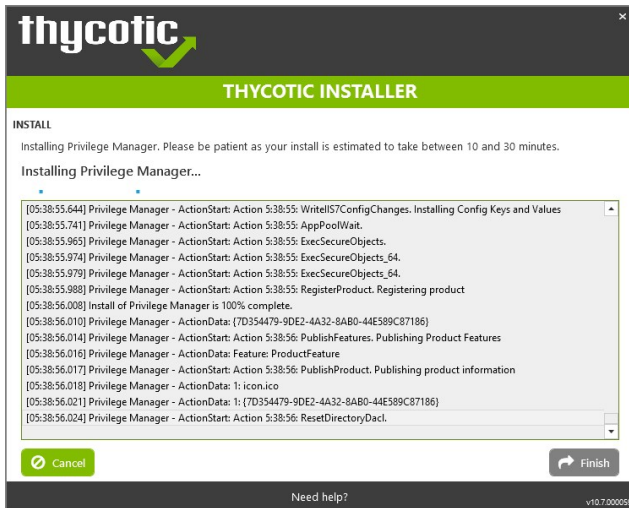 thycotic
THYCOTIC INSTALLER
INSTALL
Installing Privilege Manager. Please be patient as your install is estimated to take between 10 and 30 minutes.
Installing Privilege Manager...
[05:38:55.644] Privilege Manager - ActionStart: Action 5:38:55: WriteIIS7ConfigChanges. Installing Config Keys and Values
[05:38:55.741] Privilege Manager - ActionStart: Action 5:38:55: AppPoolWait.
[05:38:55.965] Privilege Manager - ActionStart: Action 5:38:55: ExecSecureObjects.
[05:38:55.974] Privilege Manager - ActionStart: Action 5:38:55: ExecSecureObjects_64.
[05:38:55.979] Privilege Manager - ActionStart: Action 5:38:55: ExecSecureObjects_64.
[05:38:55.988] Privilege Manager - ActionStart: Action 5:38:55: RegisterProduct. Registering product
[05:38:56.008] Install of Privilege Manager is 100% complete.
[05:38:56.010] Privilege Manager - ActionData: {7D354479-9DE2-4A32-8AB0-44E589C87186}
[05:38:56.014] Privilege Manager - ActionStart: Action 5:38:56: PublishFeatures. Publishing Product Features
[05:38:56.016] Privilege Manager - ActionData: Feature: ProductFeature
[05:38:56.017] Privilege Manager - ActionStart: Action 5:38:56: PublishProduct. Publishing product information
[05:38:56.018] Privilege Manager - ActionData: 1: icon.ico
[05:38:56.021] Privilege Manager - ActionData: 1: {7D354479-9DE2-4A32-8AB0-44E589C87186}
[05:38:56.024] Privilege Manager - ActionStart: Action 5:38:56: ResetDirectoryDacl.
Cancel
Finish
Need help?